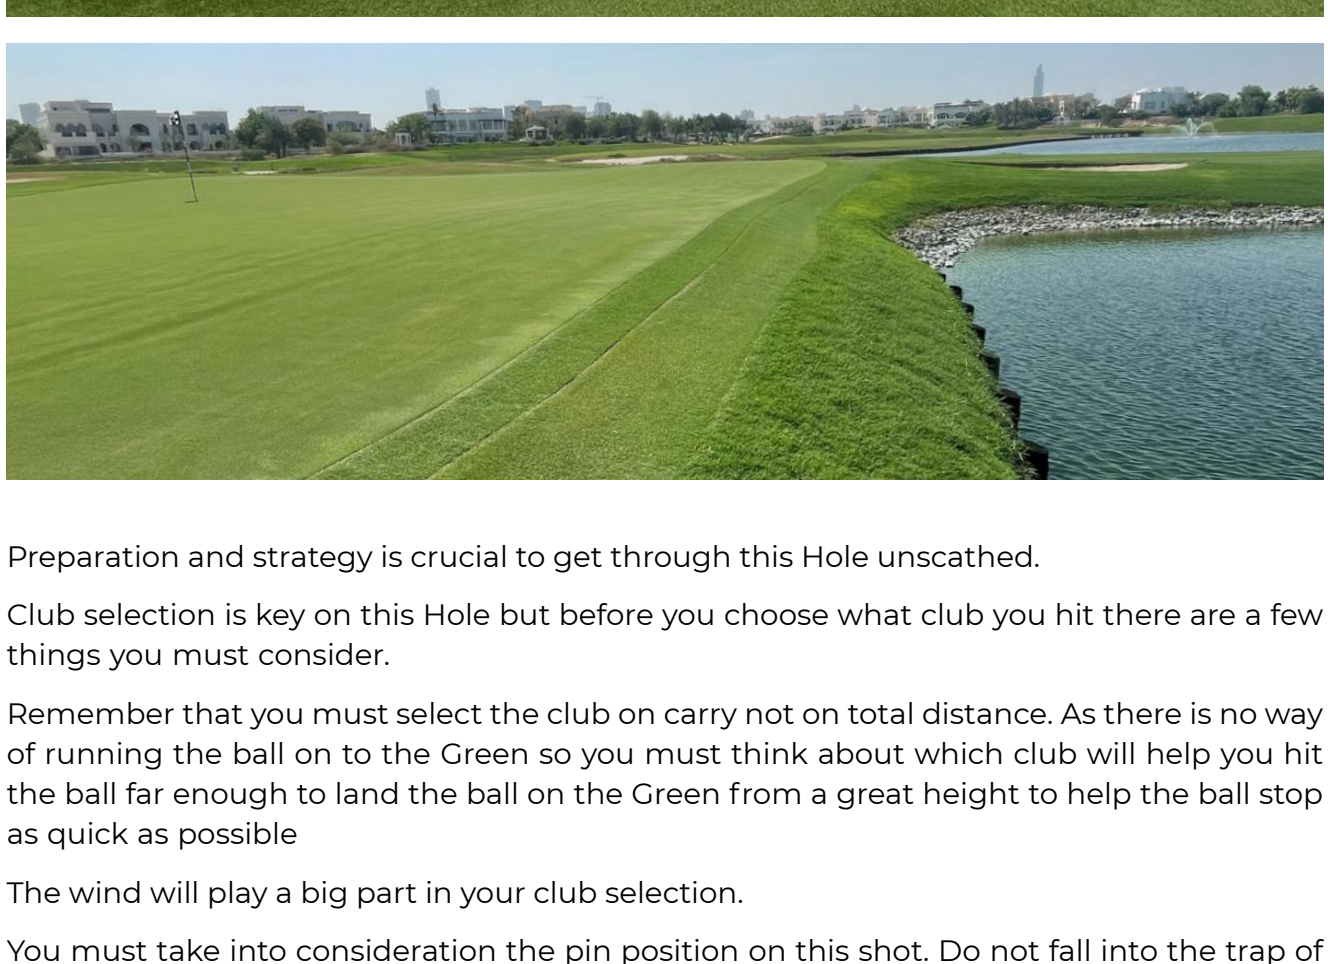 Preparation and strategy is crucial to get through this Hole unscathed.
Club selection is key on this Hole but before you choose what club you hit there are a few
things you must consider.
Remember that you must select the club on carry not on total distance. As there is no way
of running the ball on to the Green so you must think about which club will help you hit
the ball far enough to land the ball on the Green from a great height to help the ball stop
as quick as possible
The wind will play a big part in your club selection.
You must take into consideration the pin position on this shot. Do not fall into the trap of